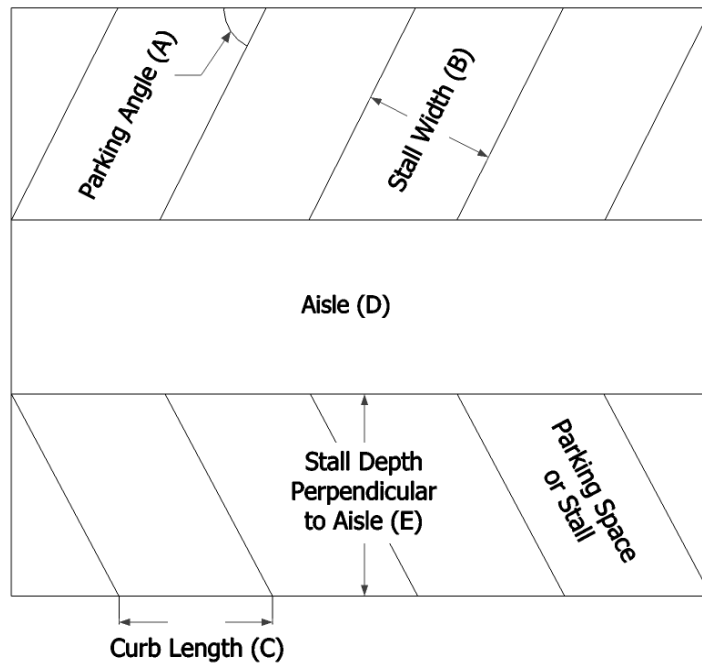 Parking Angle (A)
Stall Width (B)
Aisle (D)
Stall Depth
Perpendicular
to Aisle (E)
Parking Space
or Stall
Curb Length (C)